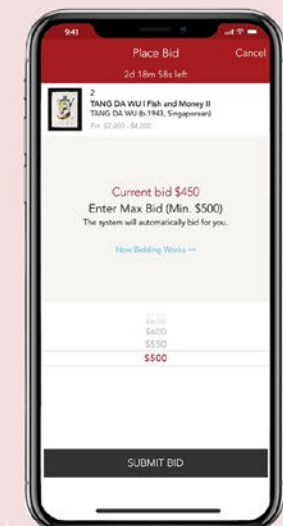 9:41
Place Bid
Cancel
2d 18m 58s left
2
TANG DA WU | Fish and Money II
TANG DA WU (b.1943, Singaporean)
Est. $2,000 - $4,000
Current bid $450
Enter Max Bid (Min. $500)
The system will automatically bid for you.
How Bidding Works →
$600
$550
$500
SUBMIT BID